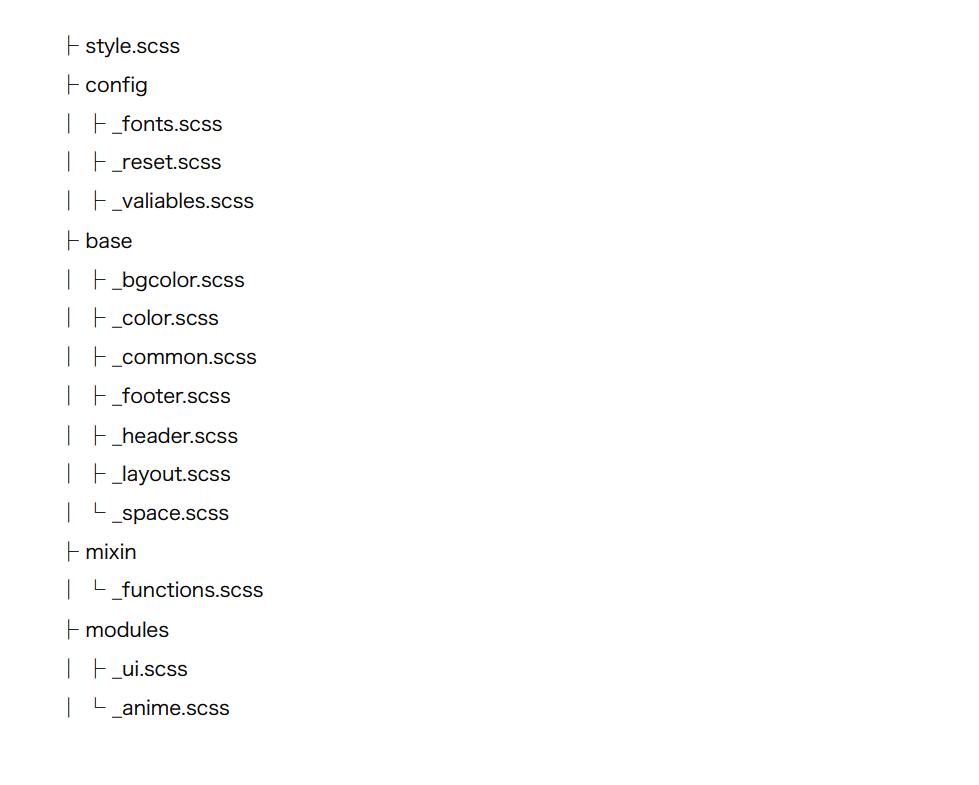 ├ style.scss
├ config
│ ├ _fonts.scss
│ ├ _reset.scss
│ ├ _valiables.scss
├ base
│ ├ _bgcolor.scss
│ ├ _color.scss
│ ├ _common.scss
│ ├ _footer.scss
│ ├ _header.scss
│ ├ _layout.scss
│ └ _space.scss
├ mixin
│ └ _functions.scss
├ modules
│ ├ _ui.scss
│ └ _anime.scss